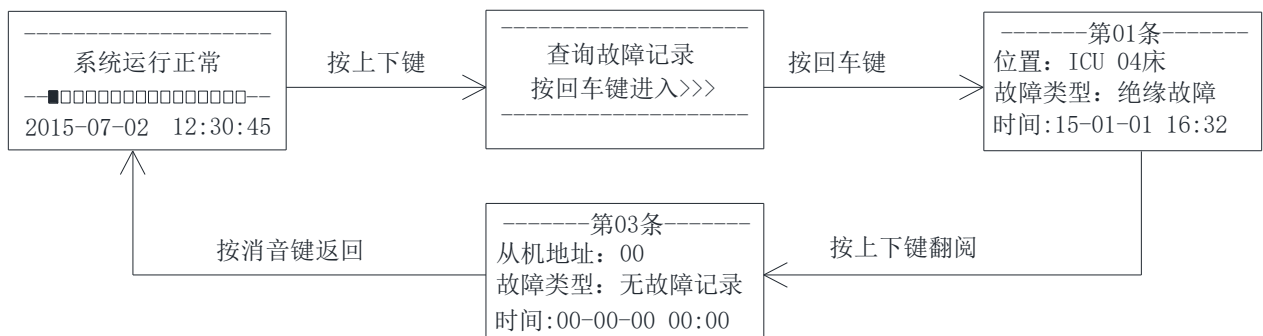 --------------------
系统运行正常
--■□□□□□□□□□□□□□□□--
2015-07-02 12:30:45
按上下键
--------------------
查询故障记录
按回车键进入>>>
--------------------
按回车键
-------第01条-------
位置：ICU 04床
故障类型：绝缘故障
时间:15-01-01 16:32
按上下键翻阅
-------第03条-------
从机地址：00
故障类型：无故障记录
时间:00-00-00 00:00
按消音键返回